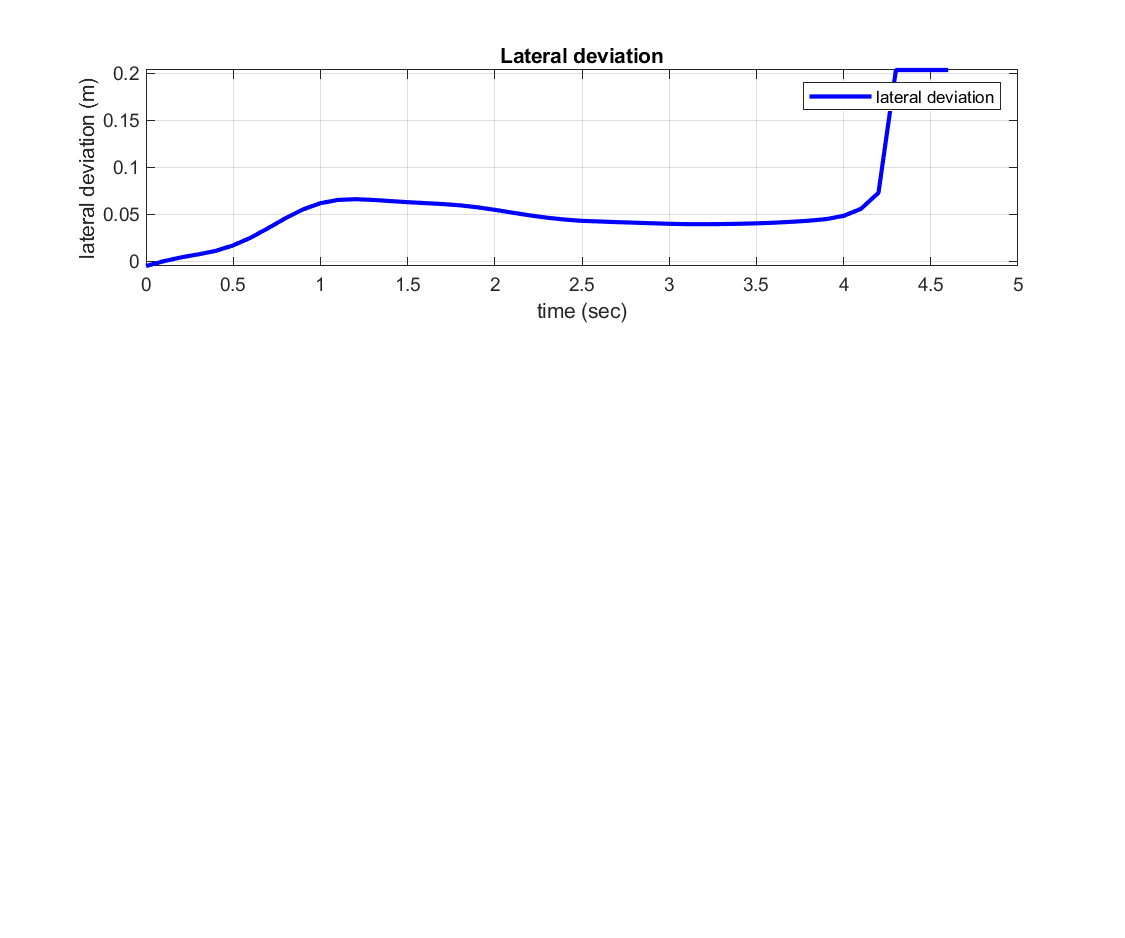 Lateral deviation
lateral deviation (m)
0.2
0.15
0.1
0.05
0
lateral deviation
0 0.5 1 1.5 2 2.5 3 3.5 4 4.5 5
time (sec)